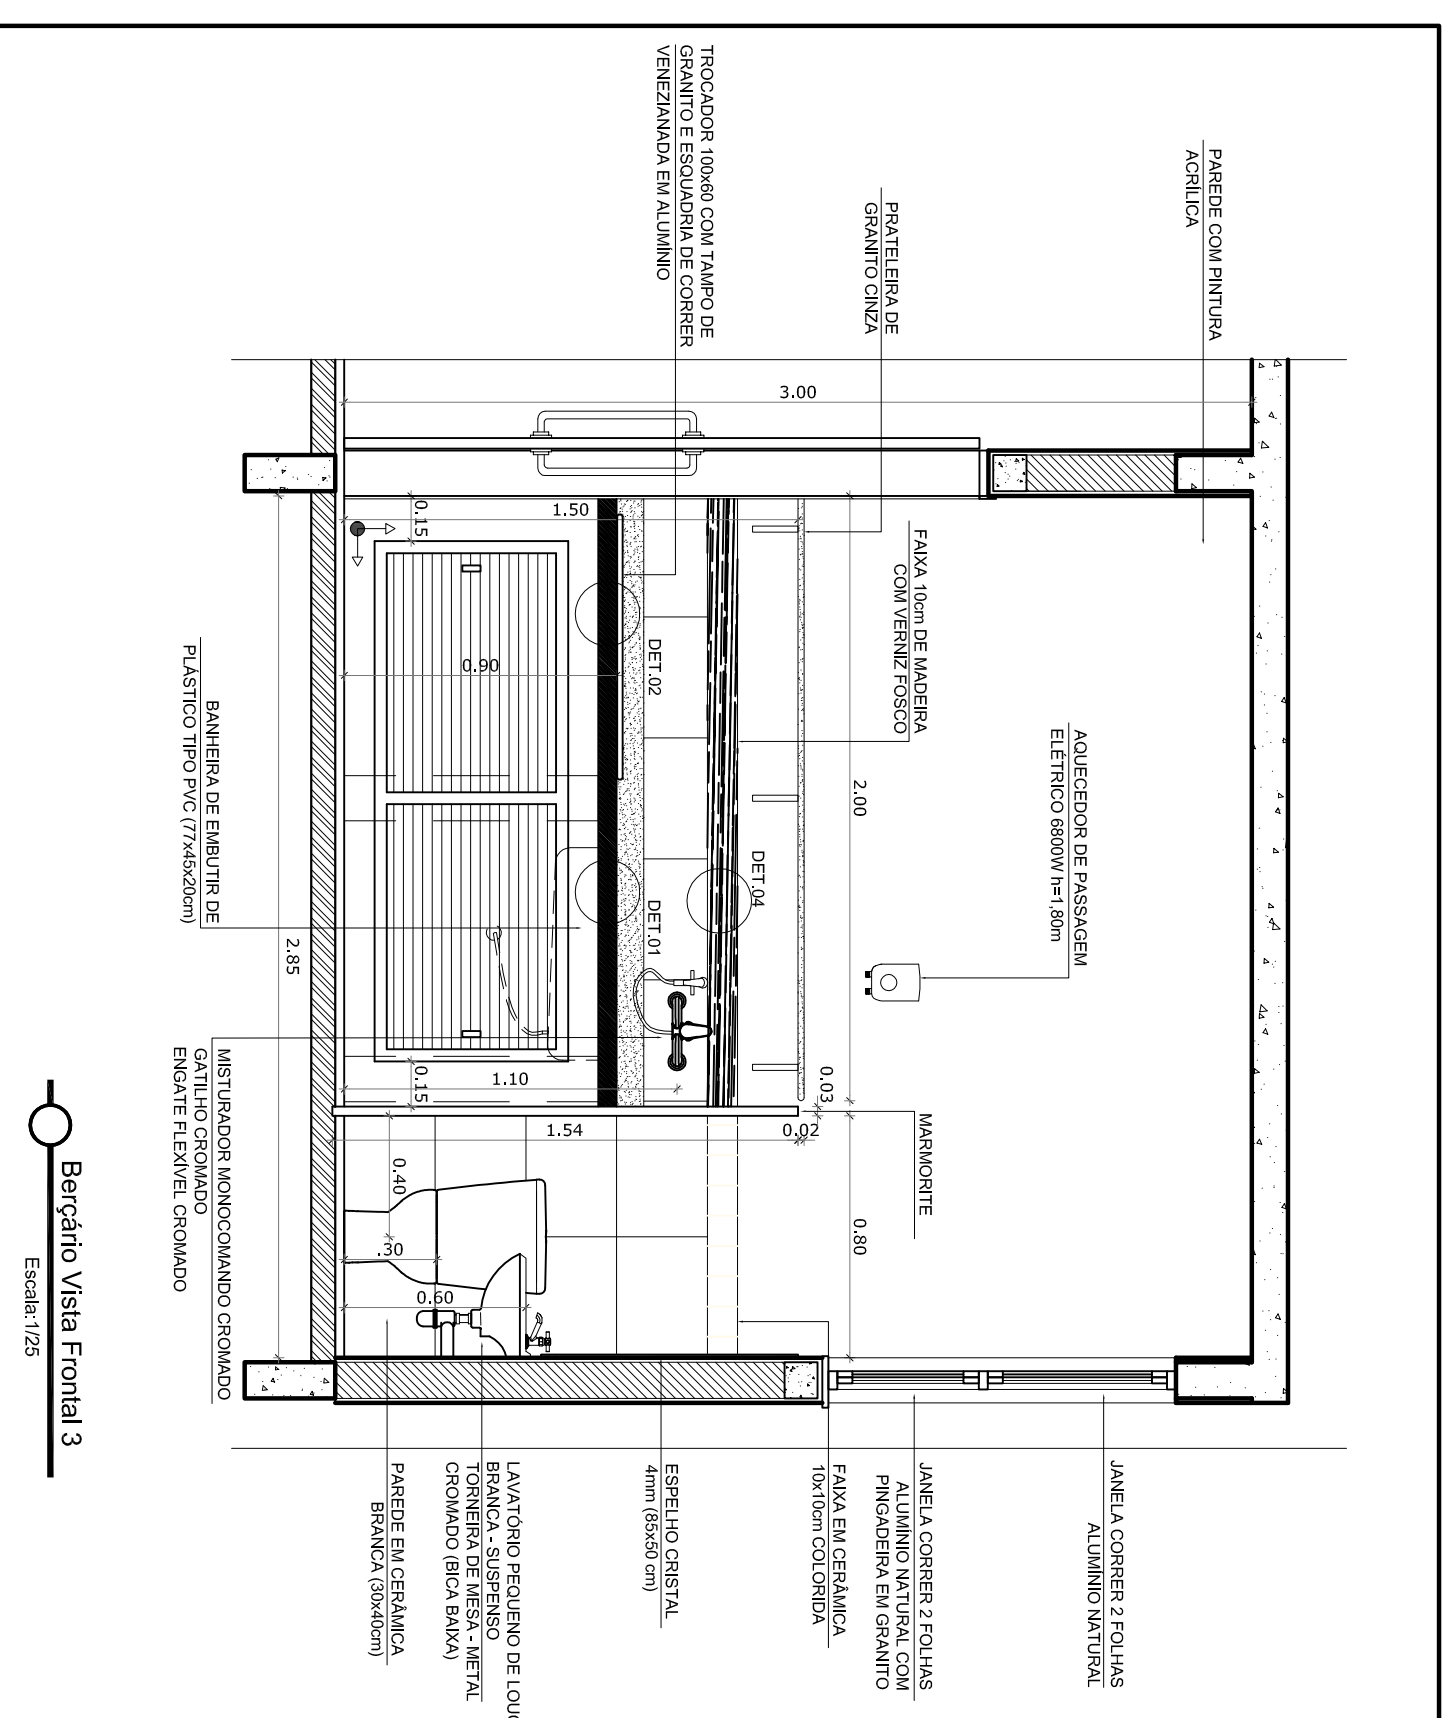 PAREDE COM PINTURA
ACRÍLICA
PRATELEIRA DE
GRANITO CINZA
TROCADOR 100x60 COM TAMPO DE
GRANITO E ESQUADRIA DE CORRER
VENEZIANADA EM ALUMÍNIO
3.00
FAIXA 10cm DE MADEIRA
COM VERNIZ FOSCO
AQUECEDOR DE PASSAGEM
ELÉTRICO 6800W h=1,80m
2.00
0.80
0.03
0.02
MARMORITE
1.50
0.15
0.90
DET.02
DET.04
DET.01
1.10
0.15
1.54
0.40
.30
0.60
2.85
JANELA CORRER 2 FOLHAS
ALUMÍNIO NATURAL
JANELA CORRER 2 FOLHAS
ALUMÍNIO NATURAL COM
PINGADEIRA EM GRANITO
FAIXA EM CERÂMICA
10x10cm COLORIDA
ESPELHO CRISTAL
4mm (85x50 cm)
LAVATÓRIO PEQUENO DE
BRANCA - SUSPENSO
TORNEIRA DE MESA - METAL
CROMADO (BICA BAIXA)
PAREDE EM CERÂMICA
BRANCA (30x40cm)
BANHEIRA DE EMBUTIR DE
PLÁSTICO TIPO PVC (77x45x20cm)
MISTURADOR MONOCOMANDO CROMADO
GATILHO CROMADO
ENGATE FLEXÍVEL CROMADO
Berçário Vista Frontal 3
Escala:1/25